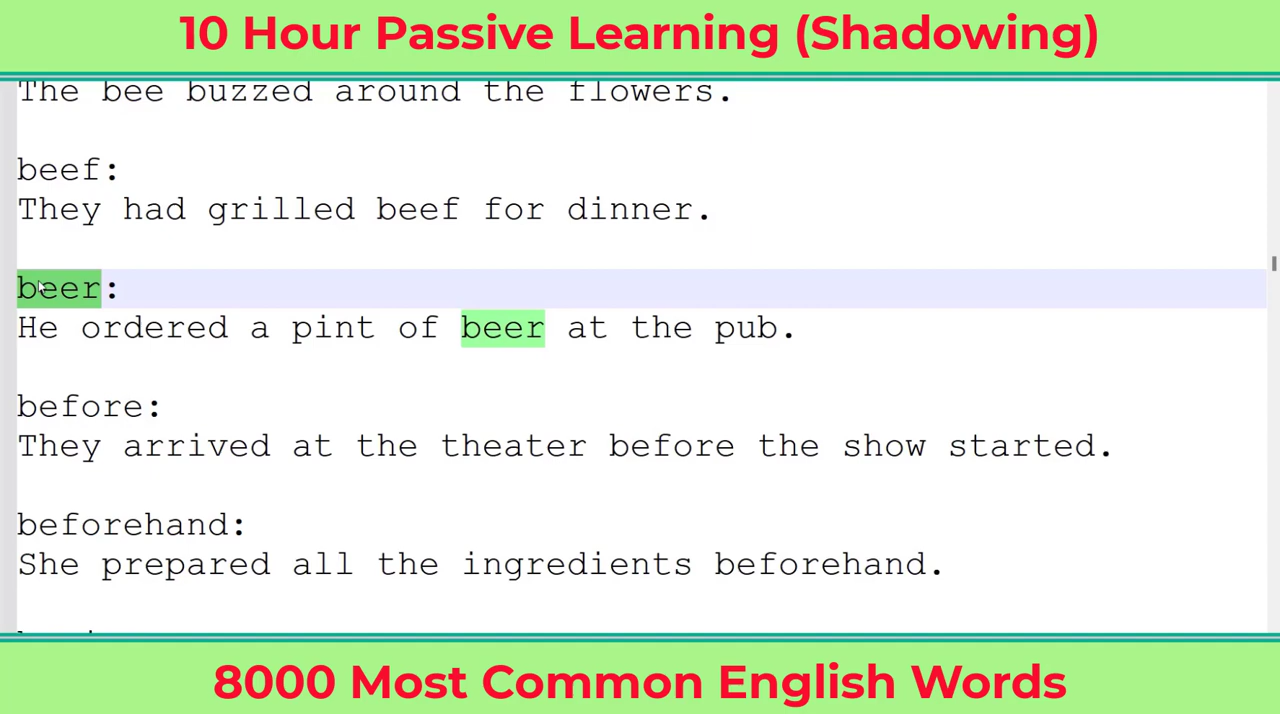 10 Hour Passive Learning (Shadowing)
The bee buzzed around the flowers.
beef:
They had grilled beef for dinner.
beer:
He ordered a pint of beer at the pub.
before:
They arrived at the theater before the show started.
beforehand:
She prepared all the ingredients beforehand.
8000 Most Common English Words